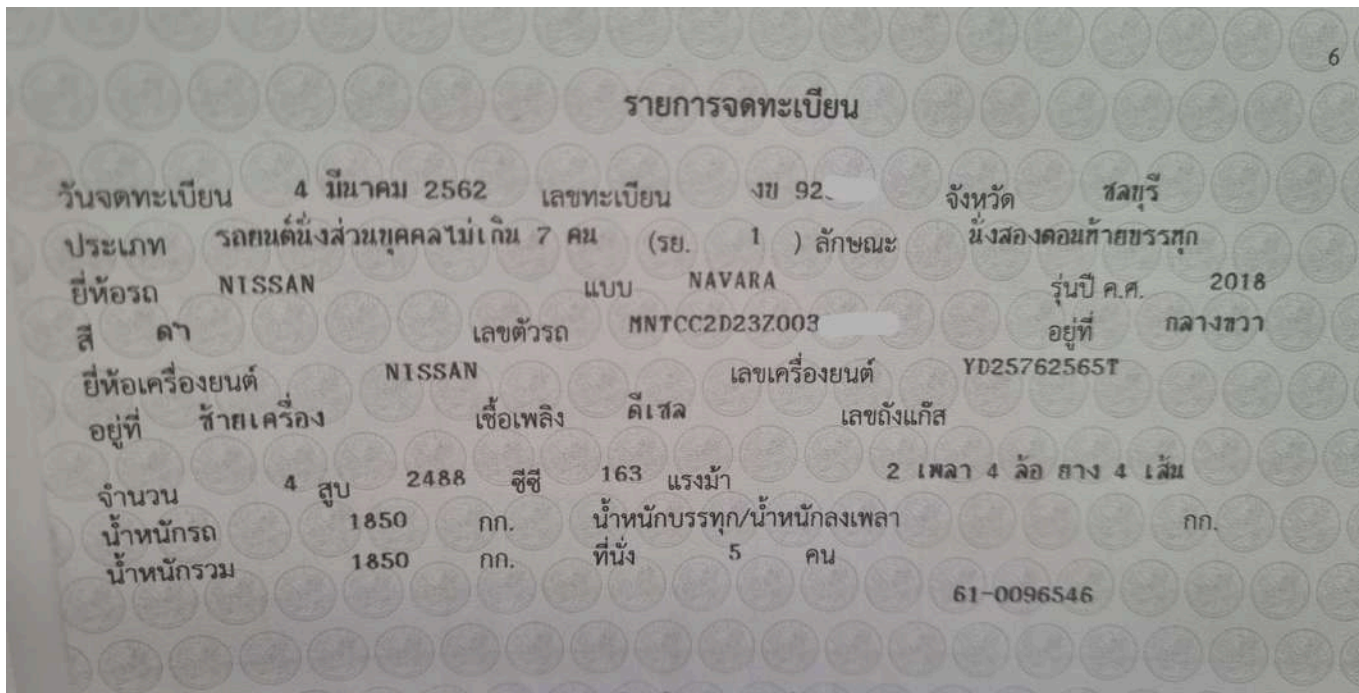 6
รายการจดทะเบียน
วันจดทะเบียน 4 มีนาคม 2562 เลขทะเบียน งข 92 จังหวัด ชลบุรี
ประเภท รถยนต์นั่งส่วนบุคคลไม่เกิน 7 คน (รย. 1 ) ลักษณะ นั่งสองตอนท้ายบรรทุก
ยี่ห้อรถ NISSAN แบบ NAVARA รุ่นปี ค.ศ. 2018
สี ดำ เลขตัวรถ MNTCC2D23Z003 อยู่ที่ กลางขวา
ยี่ห้อเครื่องยนต์ NISSAN เลขเครื่องยนต์ YD25762565T
อยู่ที่ ซ้ายเครื่อง เชื้อเพลิง ดีเซล เลขถังแก๊ส
จำนวน 4 สูบ 2488 ซีซี 163 แรงม้า 2 เพลา 4 ล้อ ยาง 4 เส้น
น้ำหนักรถ 1850 กก. น้ำหนักบรรทุก/น้ำหนักลงเพลา กก.
น้ำหนักรวม 1850 กก. ที่นั่ง 5 คน
61-0096546